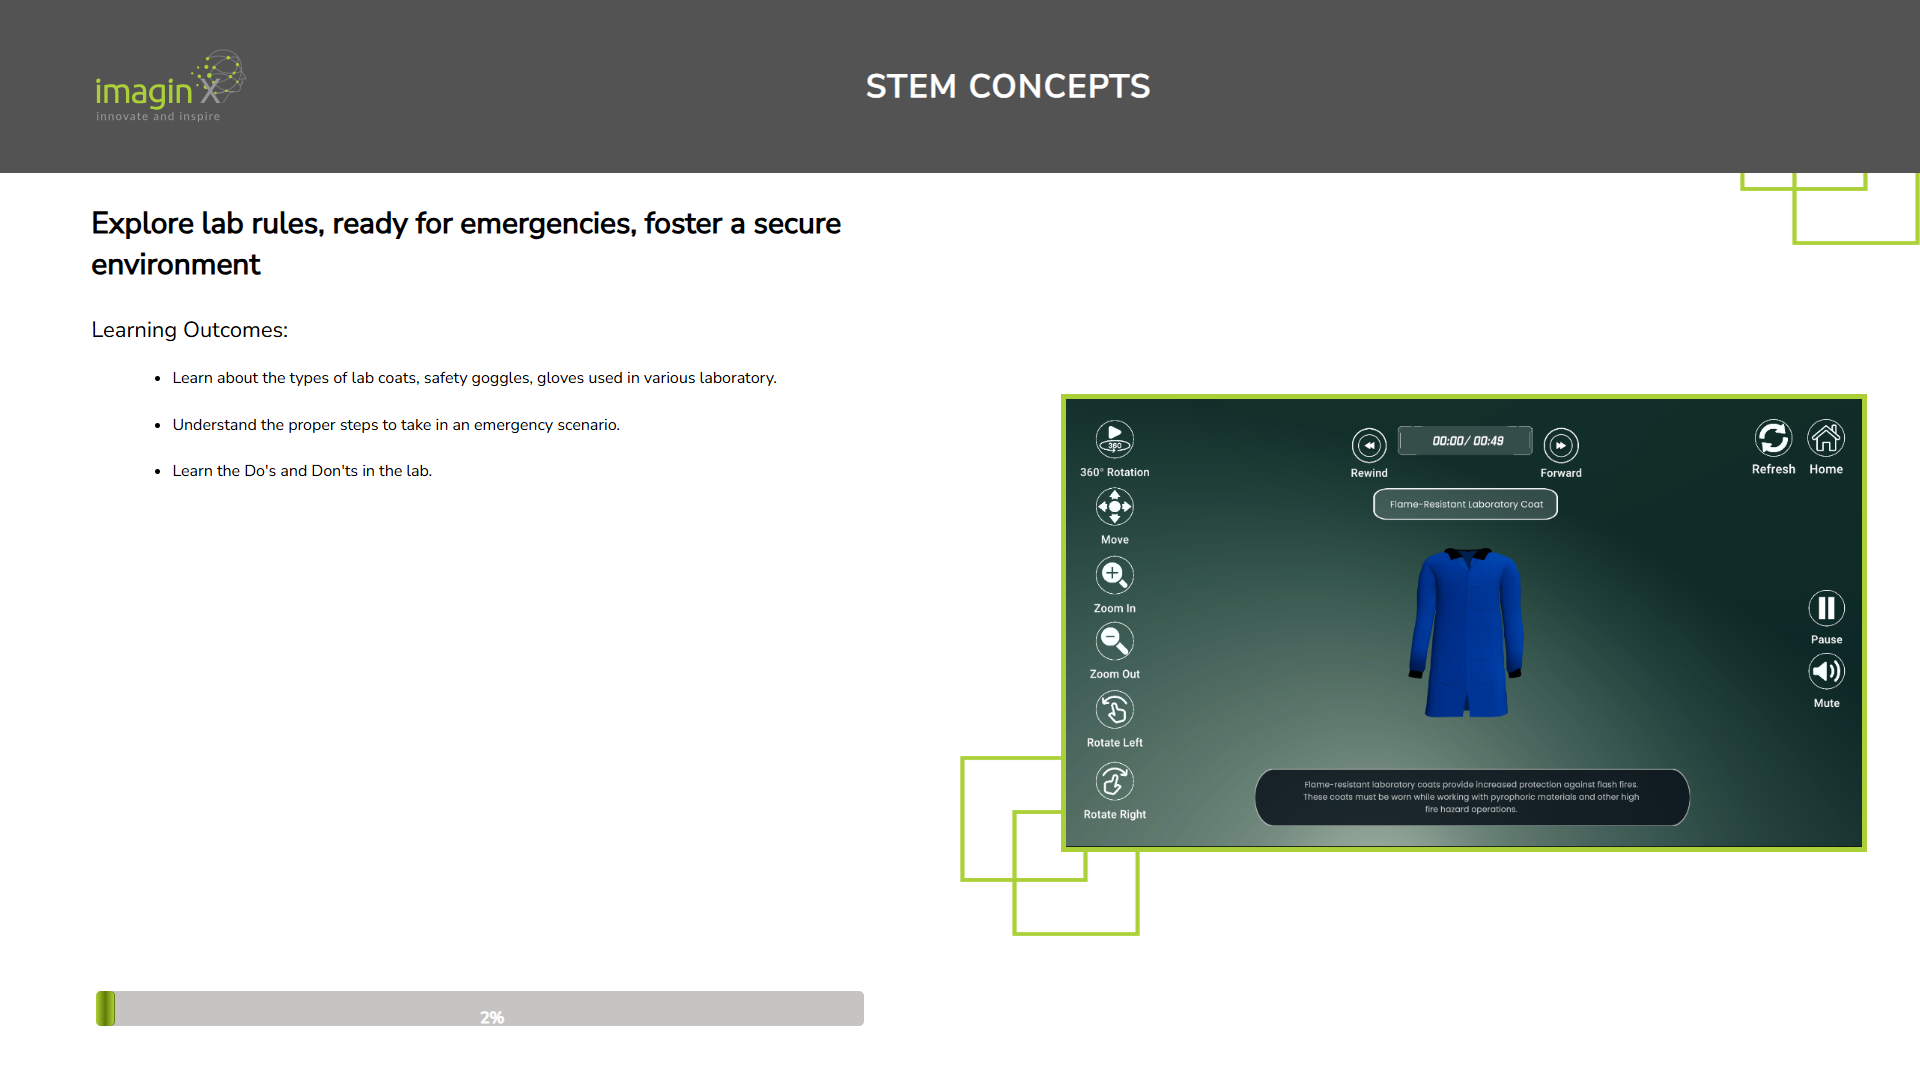 imagin X
innovate and inspire
STEM CONCEPTS
Explore lab rules, ready for emergencies, foster a secure
environment
Learning Outcomes:
• Learn about the types of lab coats, safety goggles, gloves used in various laboratory.
• Understand the proper steps to take in an emergency scenario.
• Learn the Do's and Don'ts in the lab.
360
360° Rotation
Move
Zoom In
Zoom Out
Rotate Left
Rotate Right
Rewind
00:00/ 00:49
Forward
Refresh
Home
Flame-Resistant Laboratory Coat
Pause
Mute
Flame-resistant laboratory coats provide increased protection against flash fires.
These coats must be worn while working with pyrophoric materials and other high
fire hazard operations.
2%